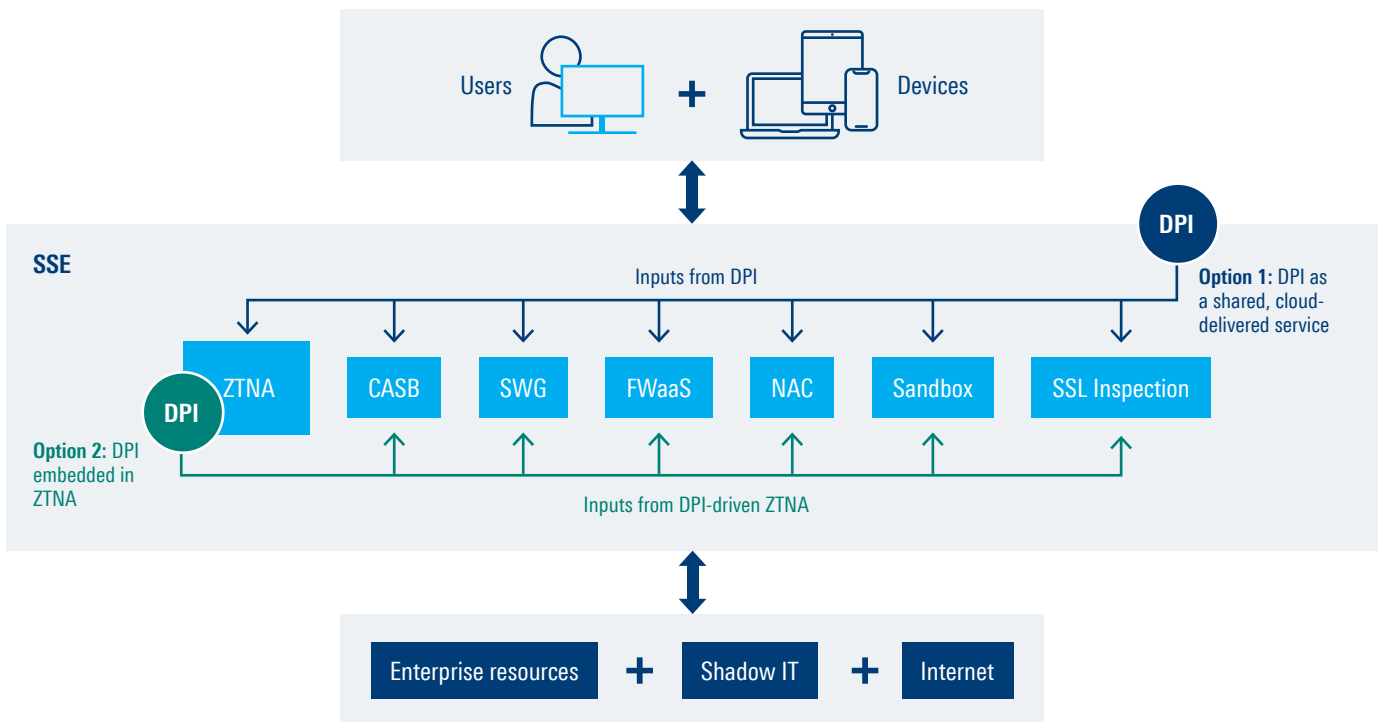 Users
Devices
DPI
SSE
Inputs from DPI
Option 1: DPI as
a shared, cloud-
delivered service
ZTNA
CASB
SWG
FWaaS
NAC
Sandbox
SSL Inspection
DPI
Option 2: DPI
embedded in
ZTNA
Inputs from DPI-driven ZTNA
Enterprise resources
Shadow IT
Internet